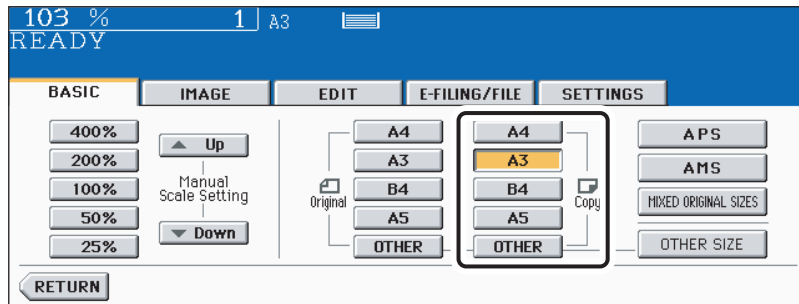 103 % 1 A3
READY
BASIC IMAGE EDIT E-FILING/FILE SETTINGS
400%
200%
100%
50%
25%
Up
Manual
Scale Setting
Down
Original
A4
A3
B4
A5
OTHER
A4
A3
B4
A5
OTHER
Copy
APS
AMS
MIXED ORIGINAL SIZES
OTHER SIZE
RETURN